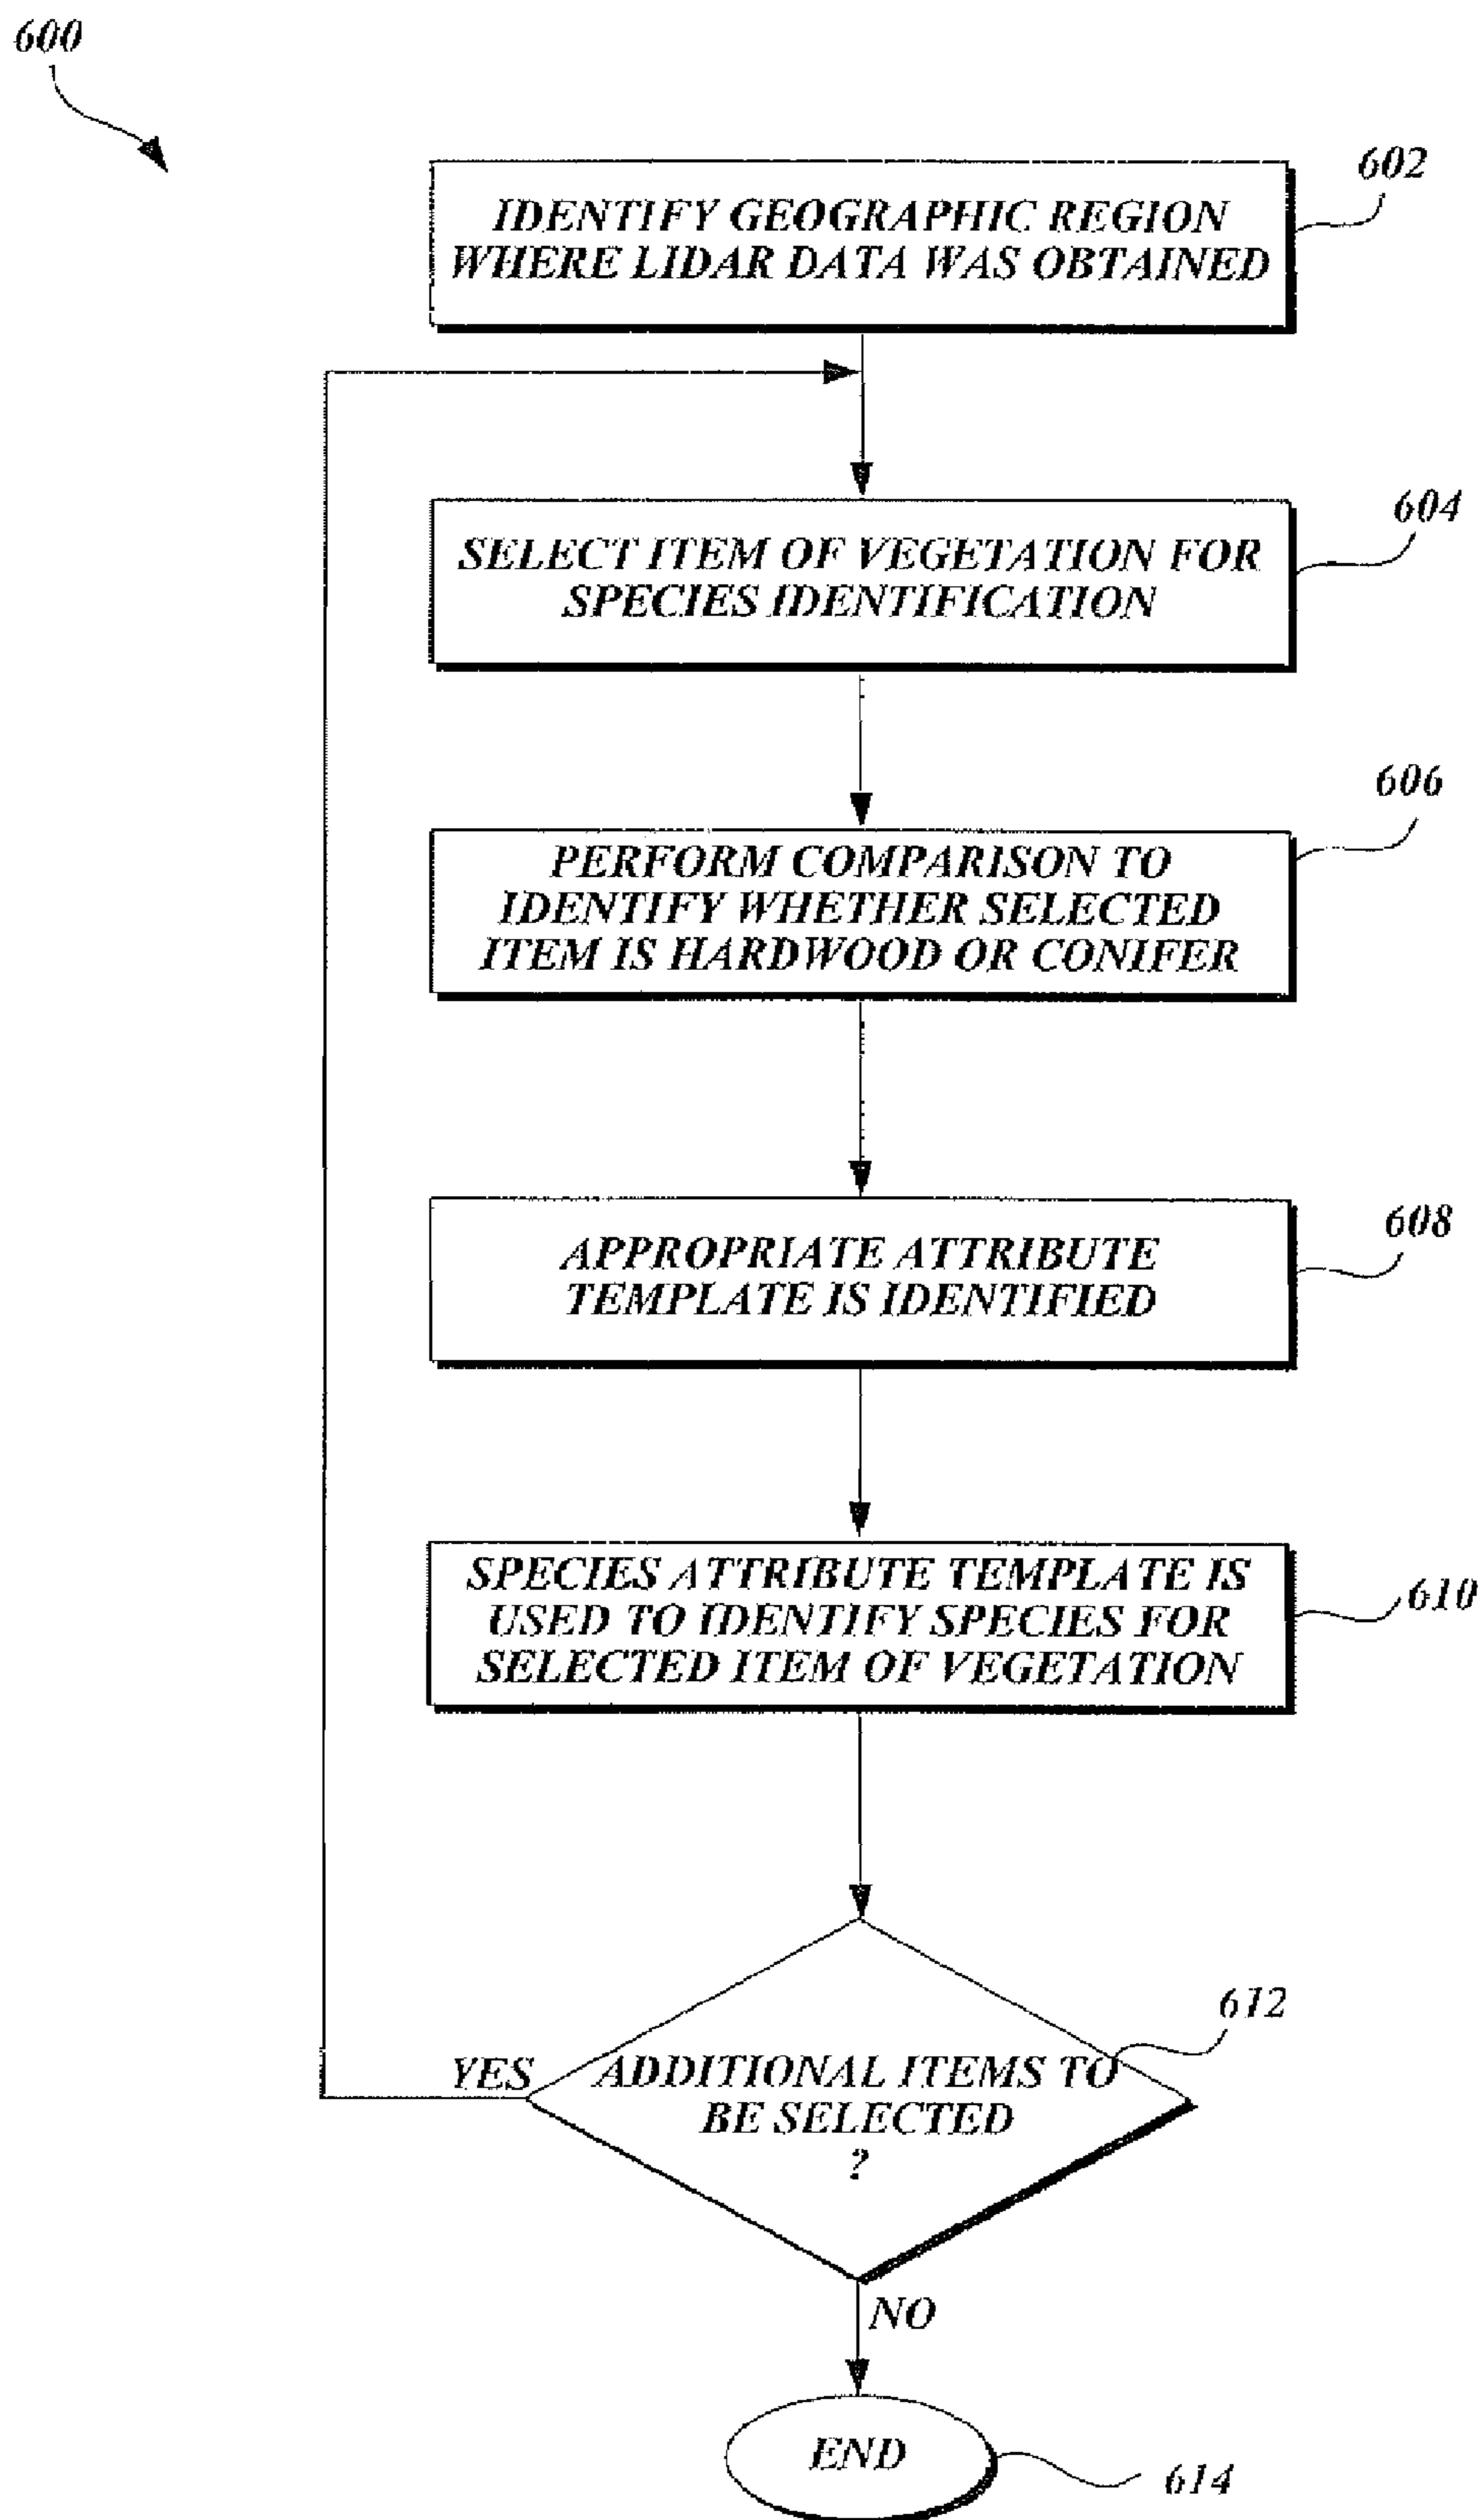 600
602
IDENTIFY GEOGRAPHIC REGION
WHERE LIDAR DATA WAS OBTAINED
604
SELECT ITEM OF VEGETATION FOR
SPECIES IDENTIFICATION
606
PERFORM COMPARISON TO
IDENTIFY WHETHER SELECTED
ITEM IS HARDWOOD OR CONIFER
608
APPROPRIATE ATTRIBUTE
TEMPLATE IS IDENTIFIED
610
SPECIES ATTRIBUTE TEMPLATE IS
USED TO IDENTIFY SPECIES FOR
SELECTED ITEM OF VEGETATION
612
YES
ADDITIONAL ITEMS TO
BE SELECTED
?
NO
END
614